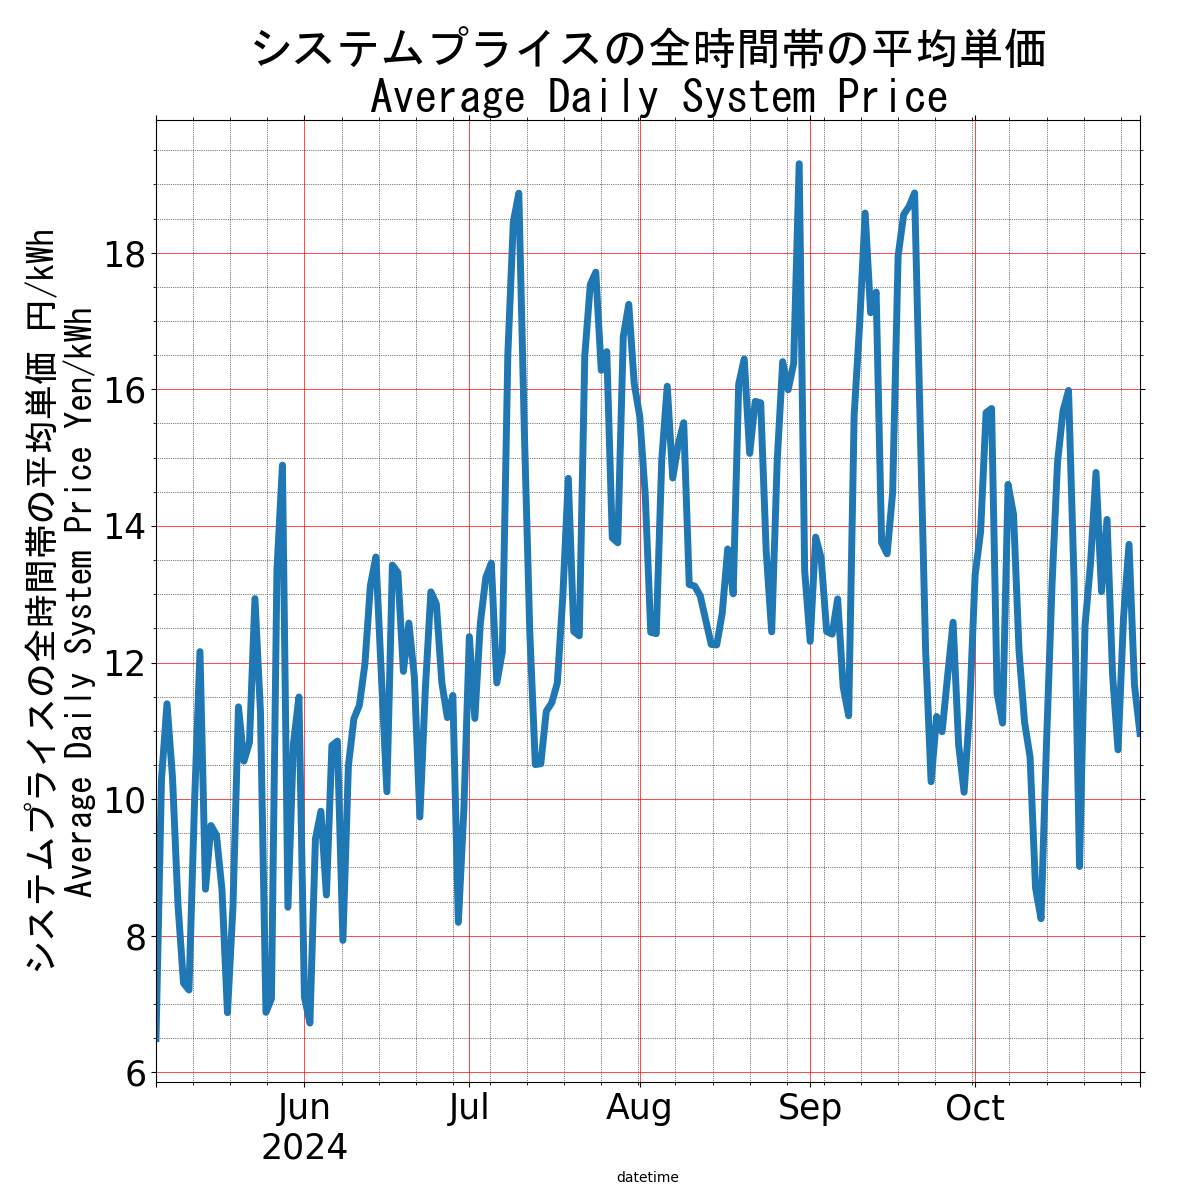 システムプライスの全時間帯の平均単価
Average Daily System Price
システムプライスの全時間帯の平均単価 円/kWh
Average Daily System Price Yen/kWh
18
16
14
12
10
8
6
Jun
2024
Jul
Aug
Sep
Oct
datetime